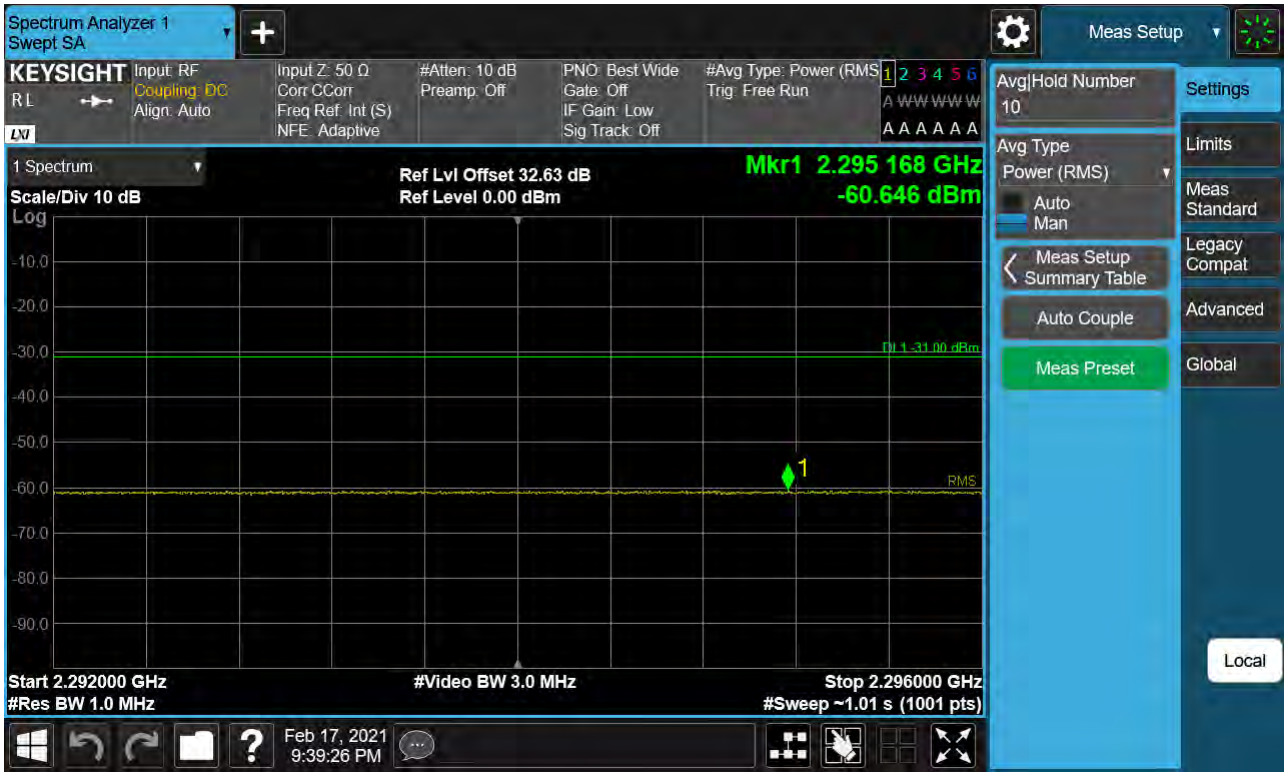 Spectrum Analyzer 1
Swept SA
+
Meas Setup
KEYSIGHT
RL
LXI
Input: RF
Coupling: DC
Align: Auto
Input Z: 50 Ω
Corr CCorr
Freq Ref: Int (S)
NFE: Adaptive
#Atten: 10 dB
Preamp: Off
PNO: Best Wide
Gate: Off
IF Gain: Low
Sig Track: Off
#Avg Type: Power (RMS
Trig: Free Run
1 2 3 4 5 6
A W W W W W
A A A A A A
1 Spectrum
Scale/Div 10 dB
Log
Ref Lvl Offset 32.63 dB
Ref Level 0.00 dBm
Mkr1 2.295 168 GHz
-60.646 dBm
-10.0
-20.0
-30.0
DL1 -31.00 dBm
-40.0
-50.0
1
-60.0
RMS
-70.0
-80.0
-90.0
Start 2.292000 GHz
#Res BW 1.0 MHz
#Video BW 3.0 MHz
Stop 2.296000 GHz
#Sweep ~1.01 s (1001 pts)
Avg|Hold Number
10
Avg Type
Power (RMS)
Auto
Man
Meas Setup
Summary Table
Auto Couple
Meas Preset
Settings
Limits
Meas
Standard
Legacy
Compat
Advanced
Global
Local
?
Feb 17, 2021
9:39:26 PM